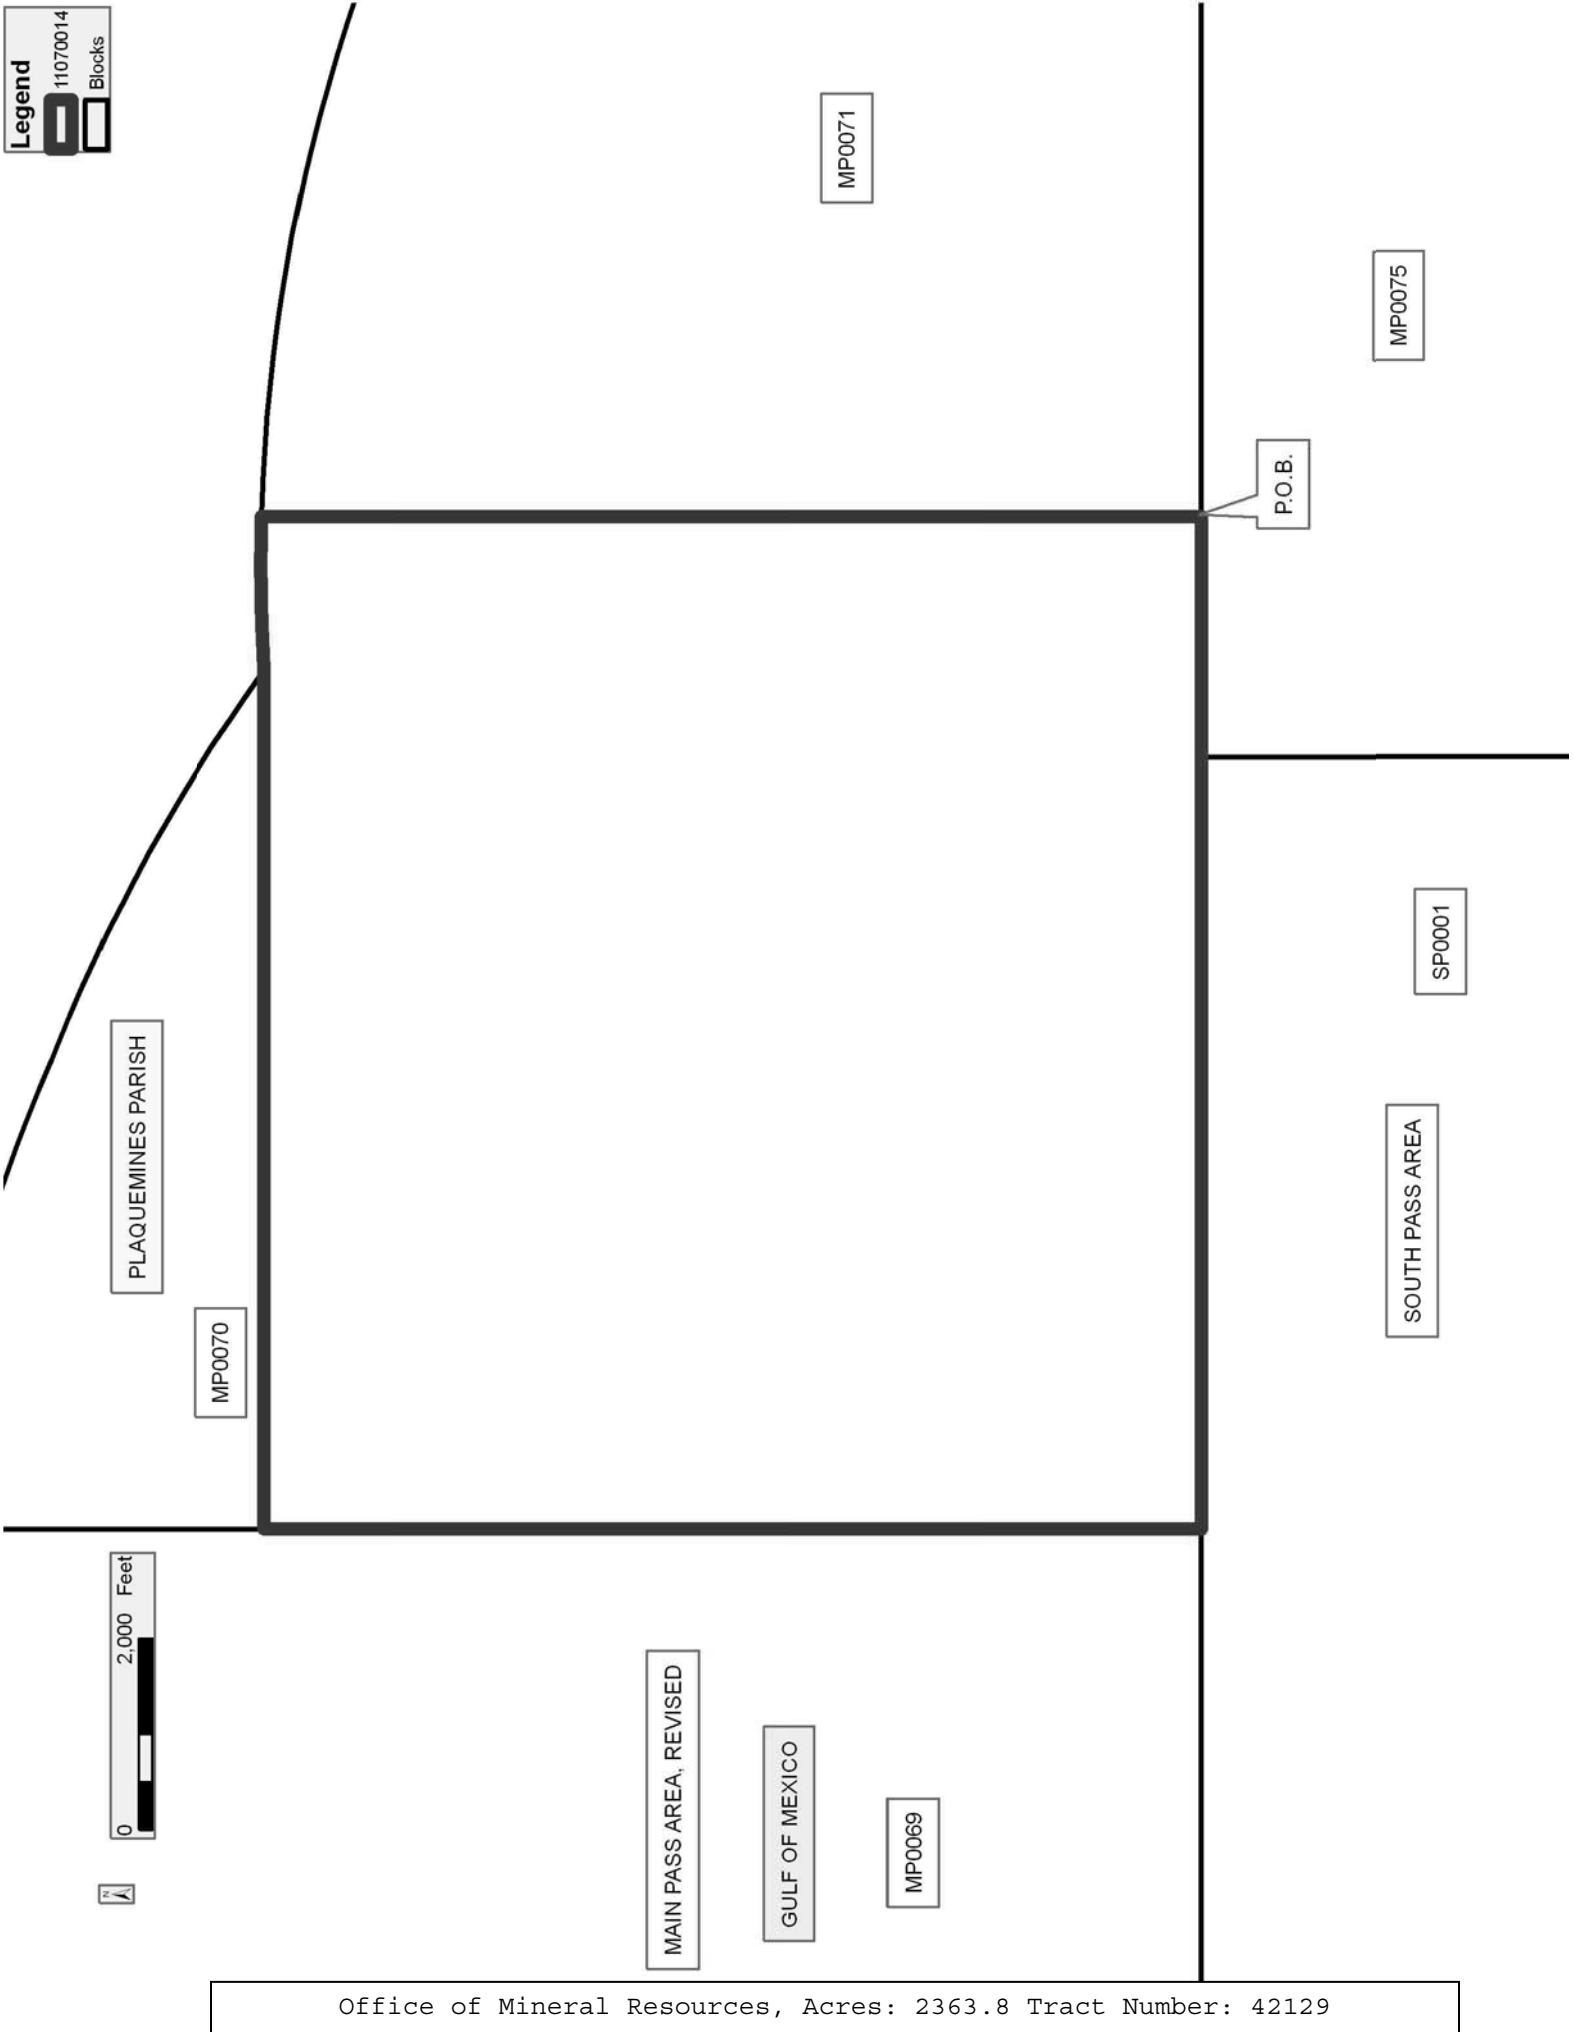 Legend
11070014
Blocks
MP0071
MP0075
P.O.B.
PLAQUEMINES PARISH
MP0070
SP0001
SOUTH PASS AREA
0 2,000 Feet
N
MAIN PASS AREA, REVISED
GULF OF MEXICO
MP0069
Office of Mineral Resources, Acres: 2363.8 Tract Number: 42129